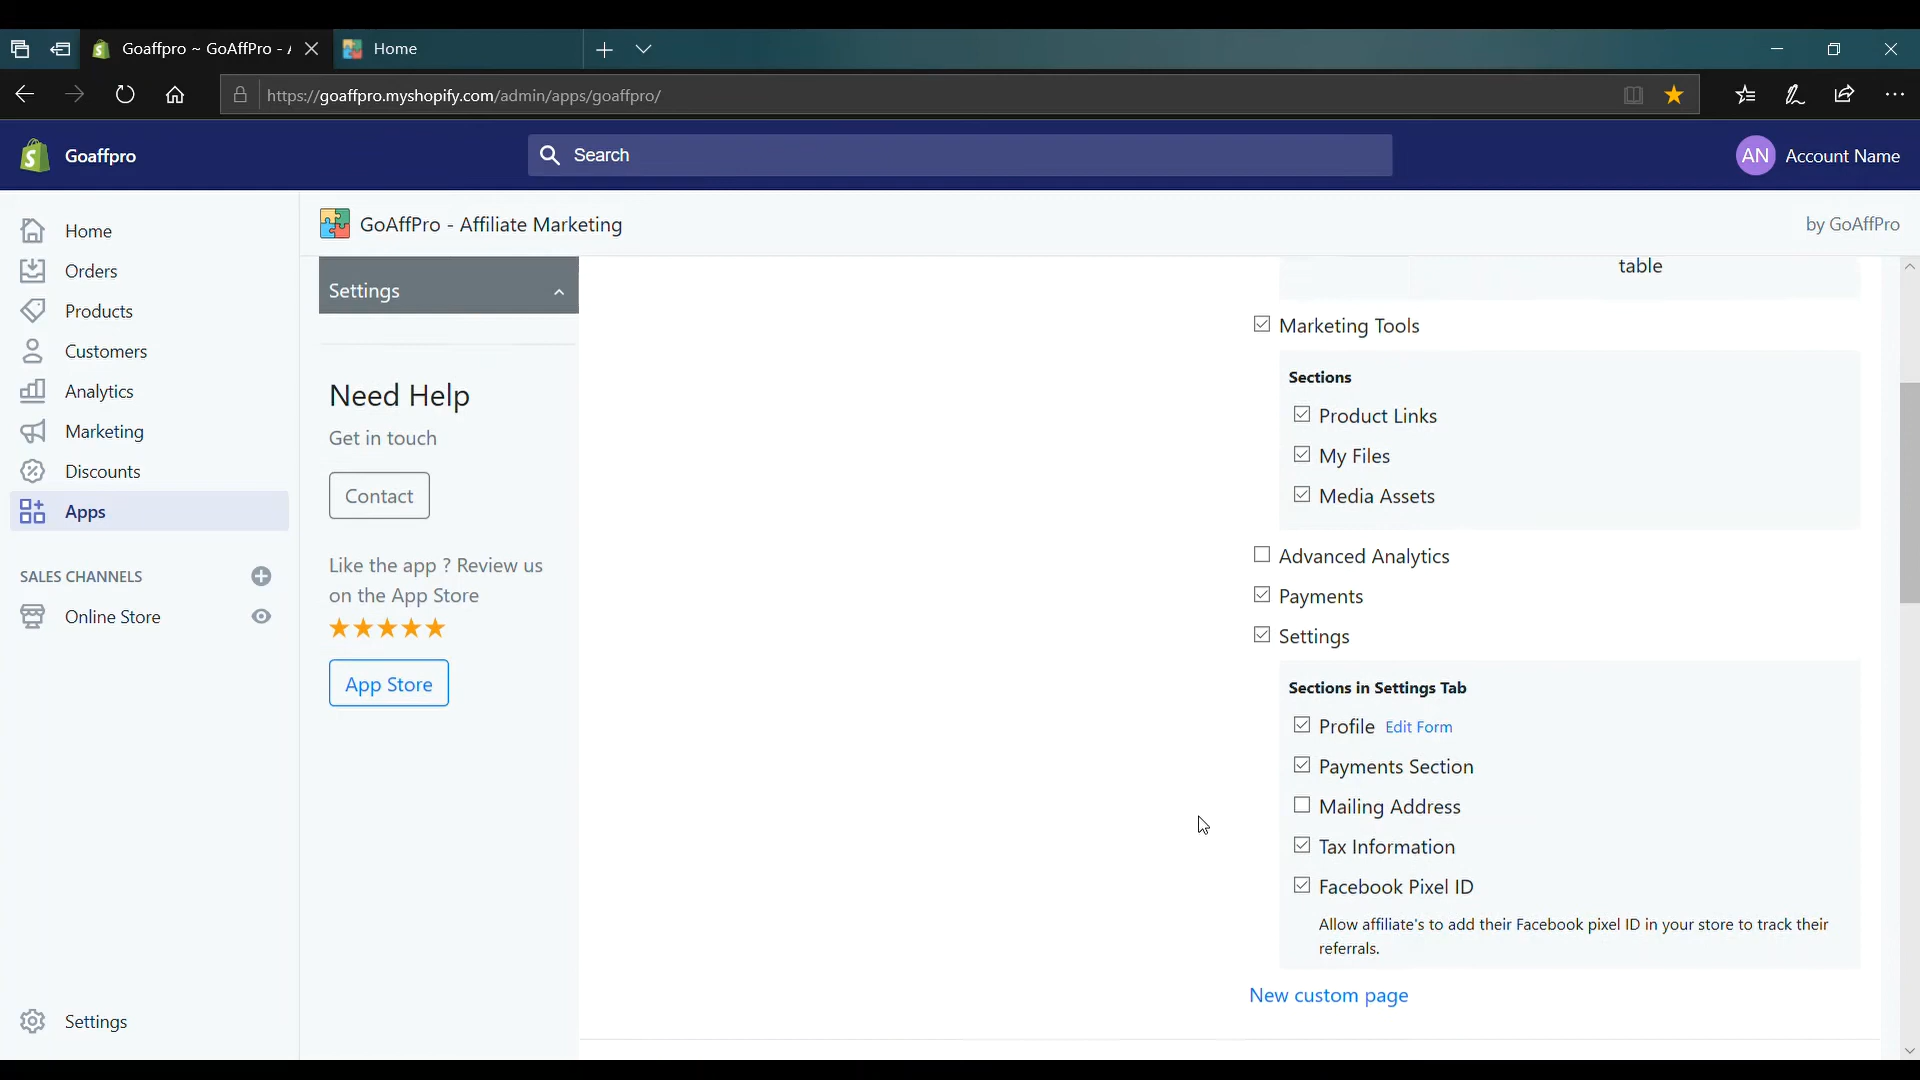 Goaffpro ~ GoAffPro - A
Home
https://goaffpro.myshopify.com/admin/apps/goaffpro/
Goaffpro
Search
AN
Account Name
Home
Orders
Products
Customers
Analytics
Marketing
Discounts
Apps
SALES CHANNELS
Online Store
Settings
GoAffPro - Affiliate Marketing
by GoAffPro
Settings
Need Help
Get in touch
Contact
Like the app ? Review us
on the App Store
App Store
table
Marketing Tools
Sections
Product Links
My Files
Media Assets
Advanced Analytics
Payments
Settings
Sections in Settings Tab
Profile Edit Form
Payments Section
Mailing Address
Tax Information
Facebook Pixel ID
Allow affiliate's to add their Facebook pixel ID in your store to track their
referrals.
New custom page